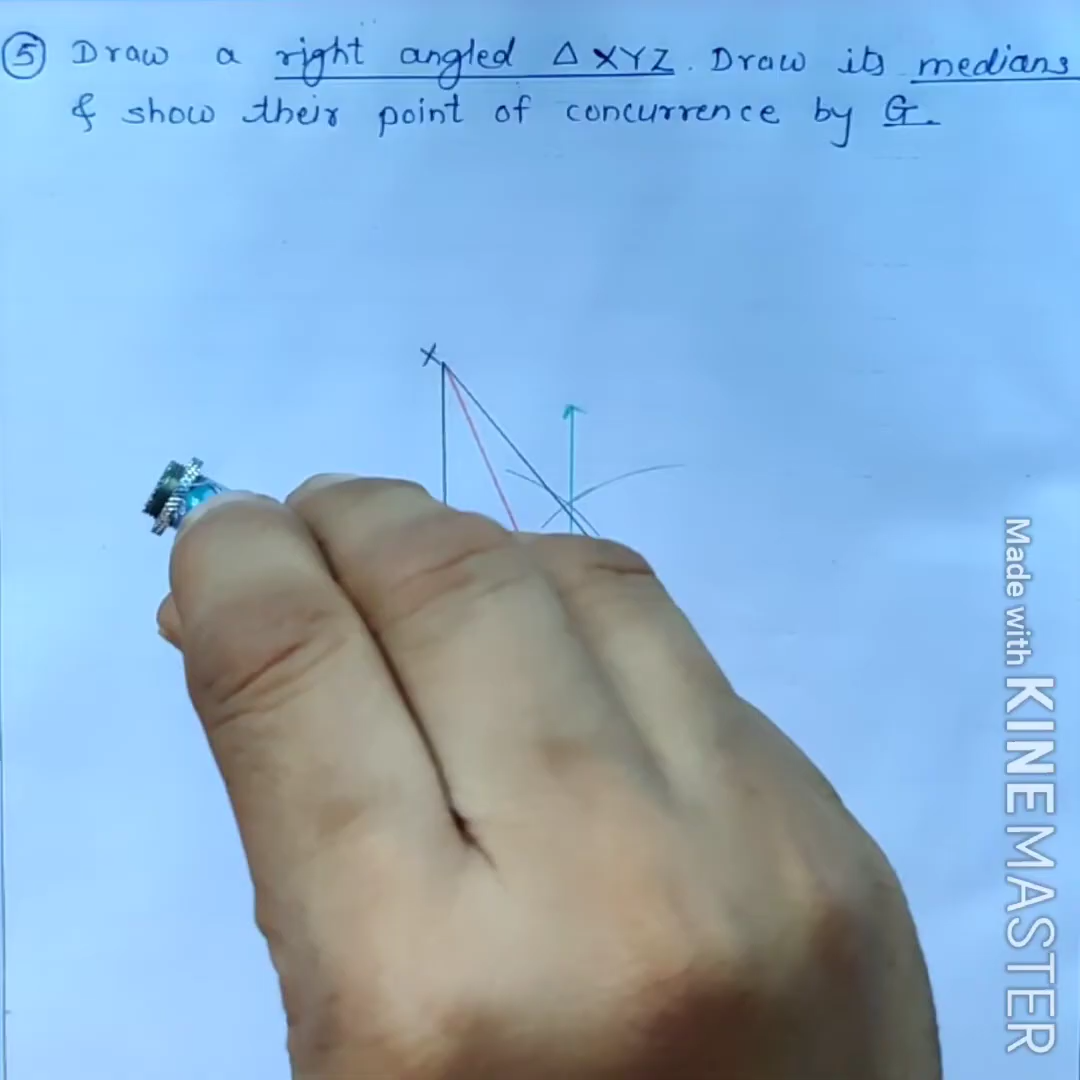 ⑤ Draw a right angled △XYZ. Draw its medians
& show their point of concurrence by G.
X
Made with KINEMASTER